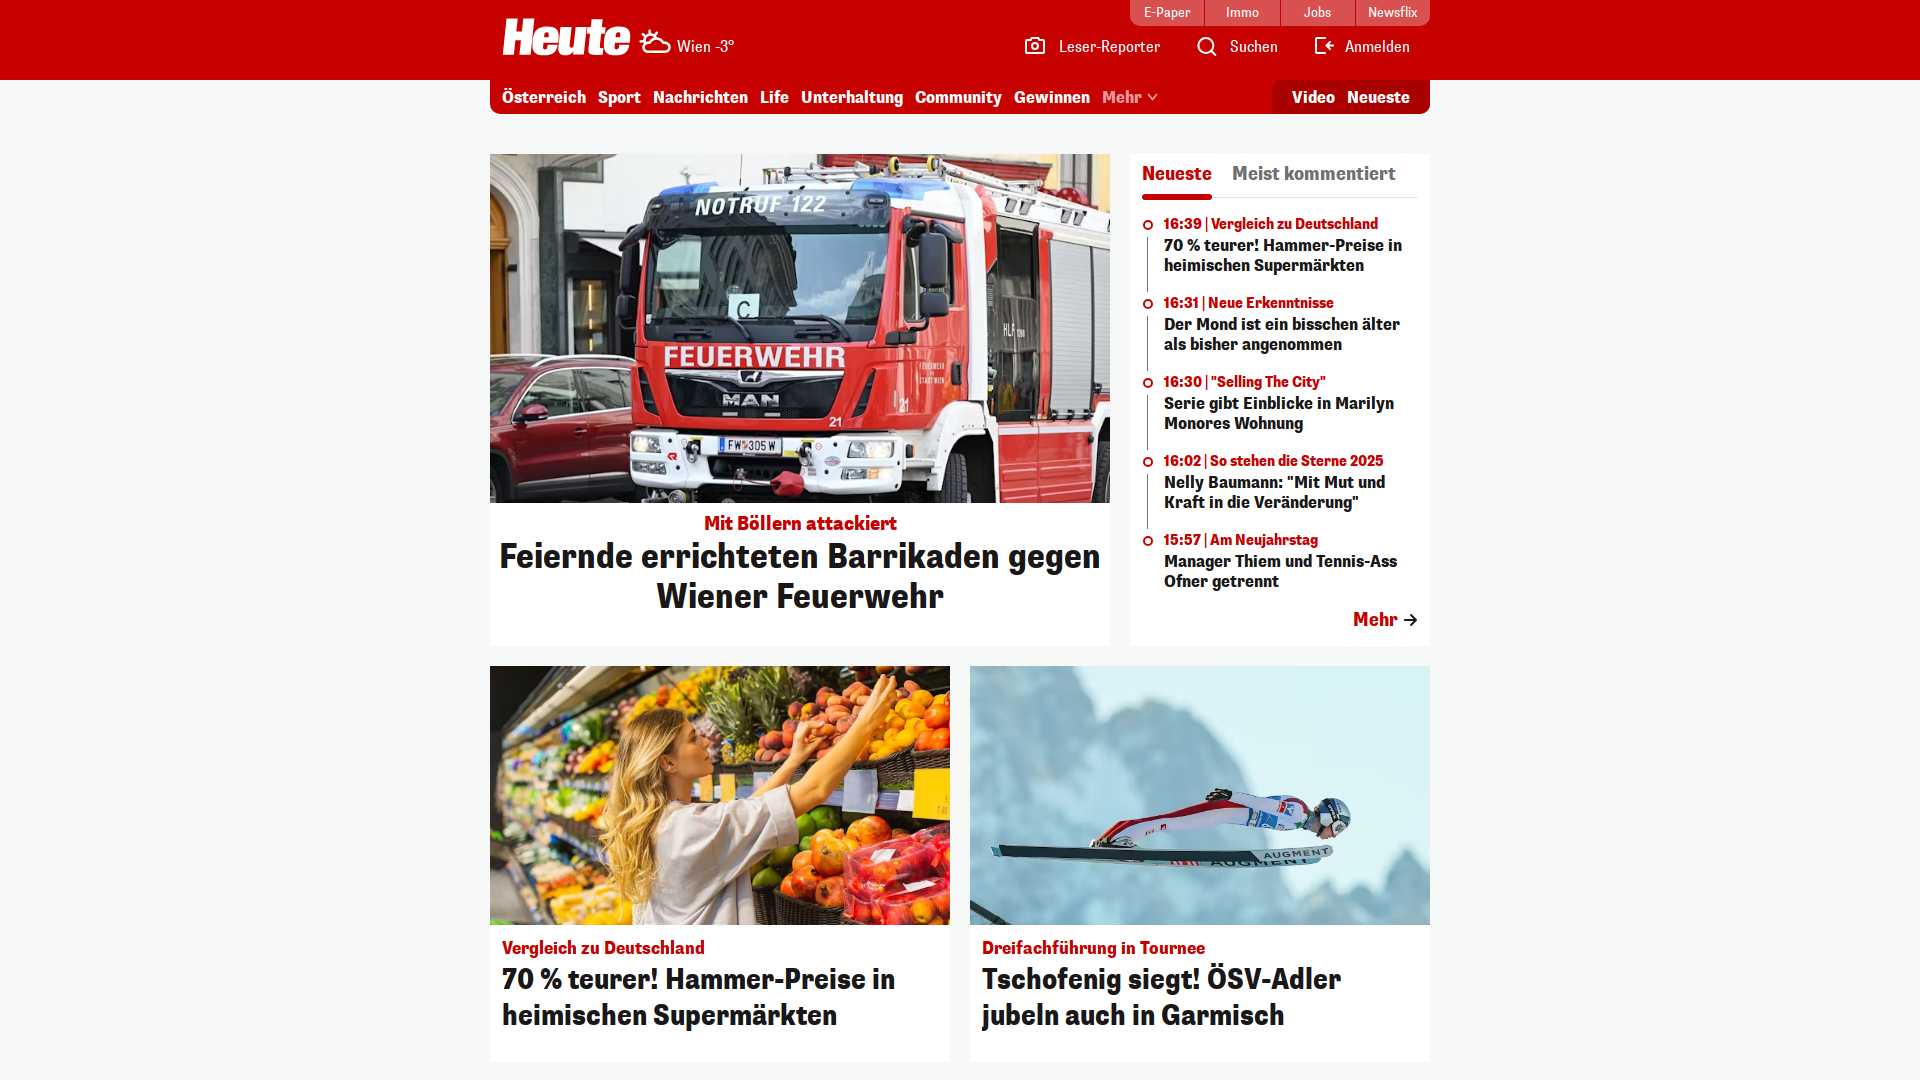 E-Paper
Immo
Jobs
Newsflix
Heute
Wien -3°
Leser-Reporter
Suchen
Anmelden
Österreich Sport Nachrichten Life Unterhaltung Community Gewinnen Mehr
Video Neueste
NOTRUF 122
C
HLF
FEUERWEHR
MAN
21
21
FW 305 W
Mit Böllern attackiert
Feiernde errichteten Barrikaden gegen
Wiener Feuerwehr
Neueste
Meist kommentiert
16:39 | Vergleich zu Deutschland
70 % teurer! Hammer-Preise in
heimischen Supermärkten
16:31 | Neue Erkenntnisse
Der Mond ist ein bisschen älter
als bisher angenommen
16:30 | "Selling The City"
Serie gibt Einblicke in Marilyn
Monores Wohnung
16:02 | So stehen die Sterne 2025
Nelly Baumann: "Mit Mut und
Kraft in die Veränderung"
15:57 | Am Neujahrstag
Manager Thiem und Tennis-Ass
Ofner getrennt
Mehr
Vergleich zu Deutschland
70 % teurer! Hammer-Preise in
heimischen Supermärkten
AUGMENT
AUGMENT
Dreifachführung in Tournee
Tschofenig siegt! ÖSV-Adler
jubeln auch in Garmisch